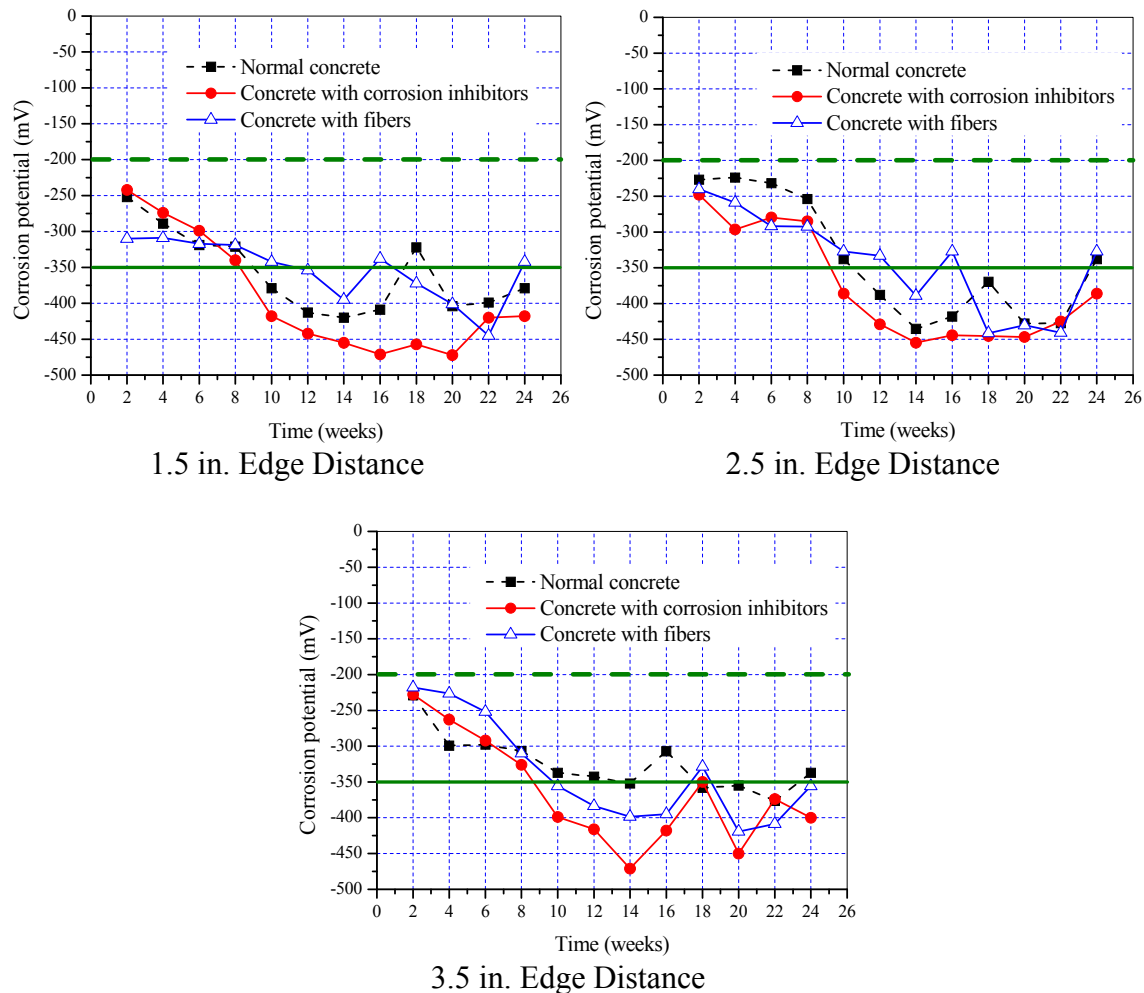 0
-50
-100
-150
-200
-250
-300
-350
-400
-450
-500
Corrosion potential (mV)
Normal concrete
Concrete with corrosion inhibitors
Concrete with fibers
0 2 4 6 8 10 12 14 16 18 20 22 24 26
Time (weeks)
1.5 in. Edge Distance
0
-50
-100
-150
-200
-250
-300
-350
-400
-450
-500
Corrosion potential (mV)
Normal concrete
Concrete with corrosion inhibitors
Concrete with fibers
0 2 4 6 8 10 12 14 16 18 20 22 24 26
Time (weeks)
2.5 in. Edge Distance
0
-50
-100
-150
-200
-250
-300
-350
-400
-450
-500
Corrosion potential (mV)
Normal concrete
Concrete with corrosion inhibitors
Concrete with fibers
0 2 4 6 8 10 12 14 16 18 20 22 24 26
Time (weeks)
3.5 in. Edge Distance